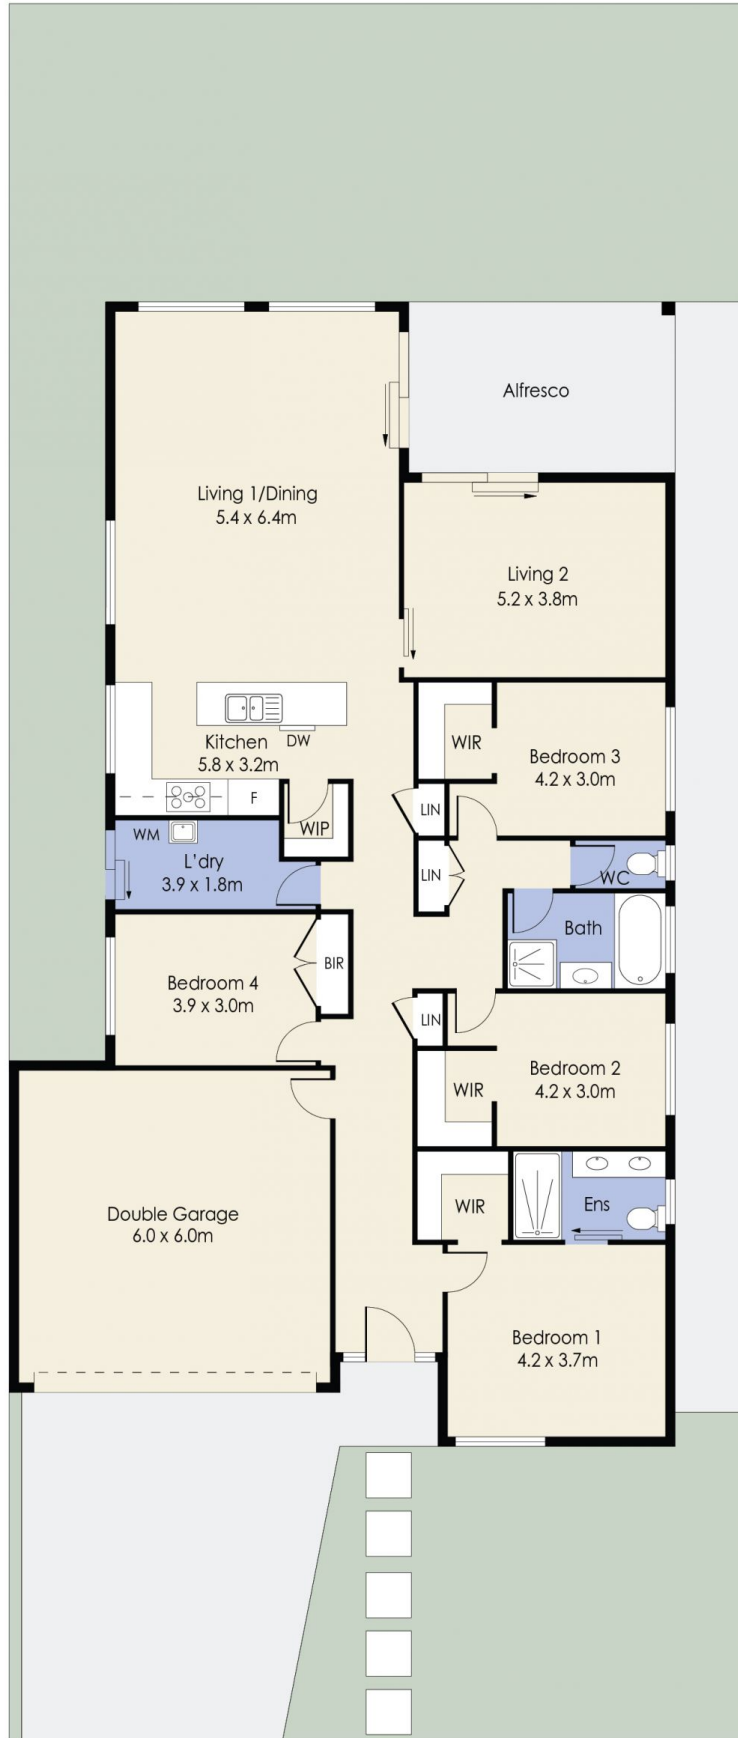 Alfresco
Living 1/Dining
5.4 x 6.4m
Living 2
5.2 x 3.8m
Kitchen
5.8 x 3.2m
DW
F
WIP
WIR
Bedroom 3
4.2 x 3.0m
LIN
WM
L'dry
3.9 x 1.8m
LIN
WC
Bath
Bedroom 4
3.9 x 3.0m
BIR
LIN
WIR
Bedroom 2
4.2 x 3.0m
WIR
Ens
Double Garage
6.0 x 6.0m
Bedroom 1
4.2 x 3.7m